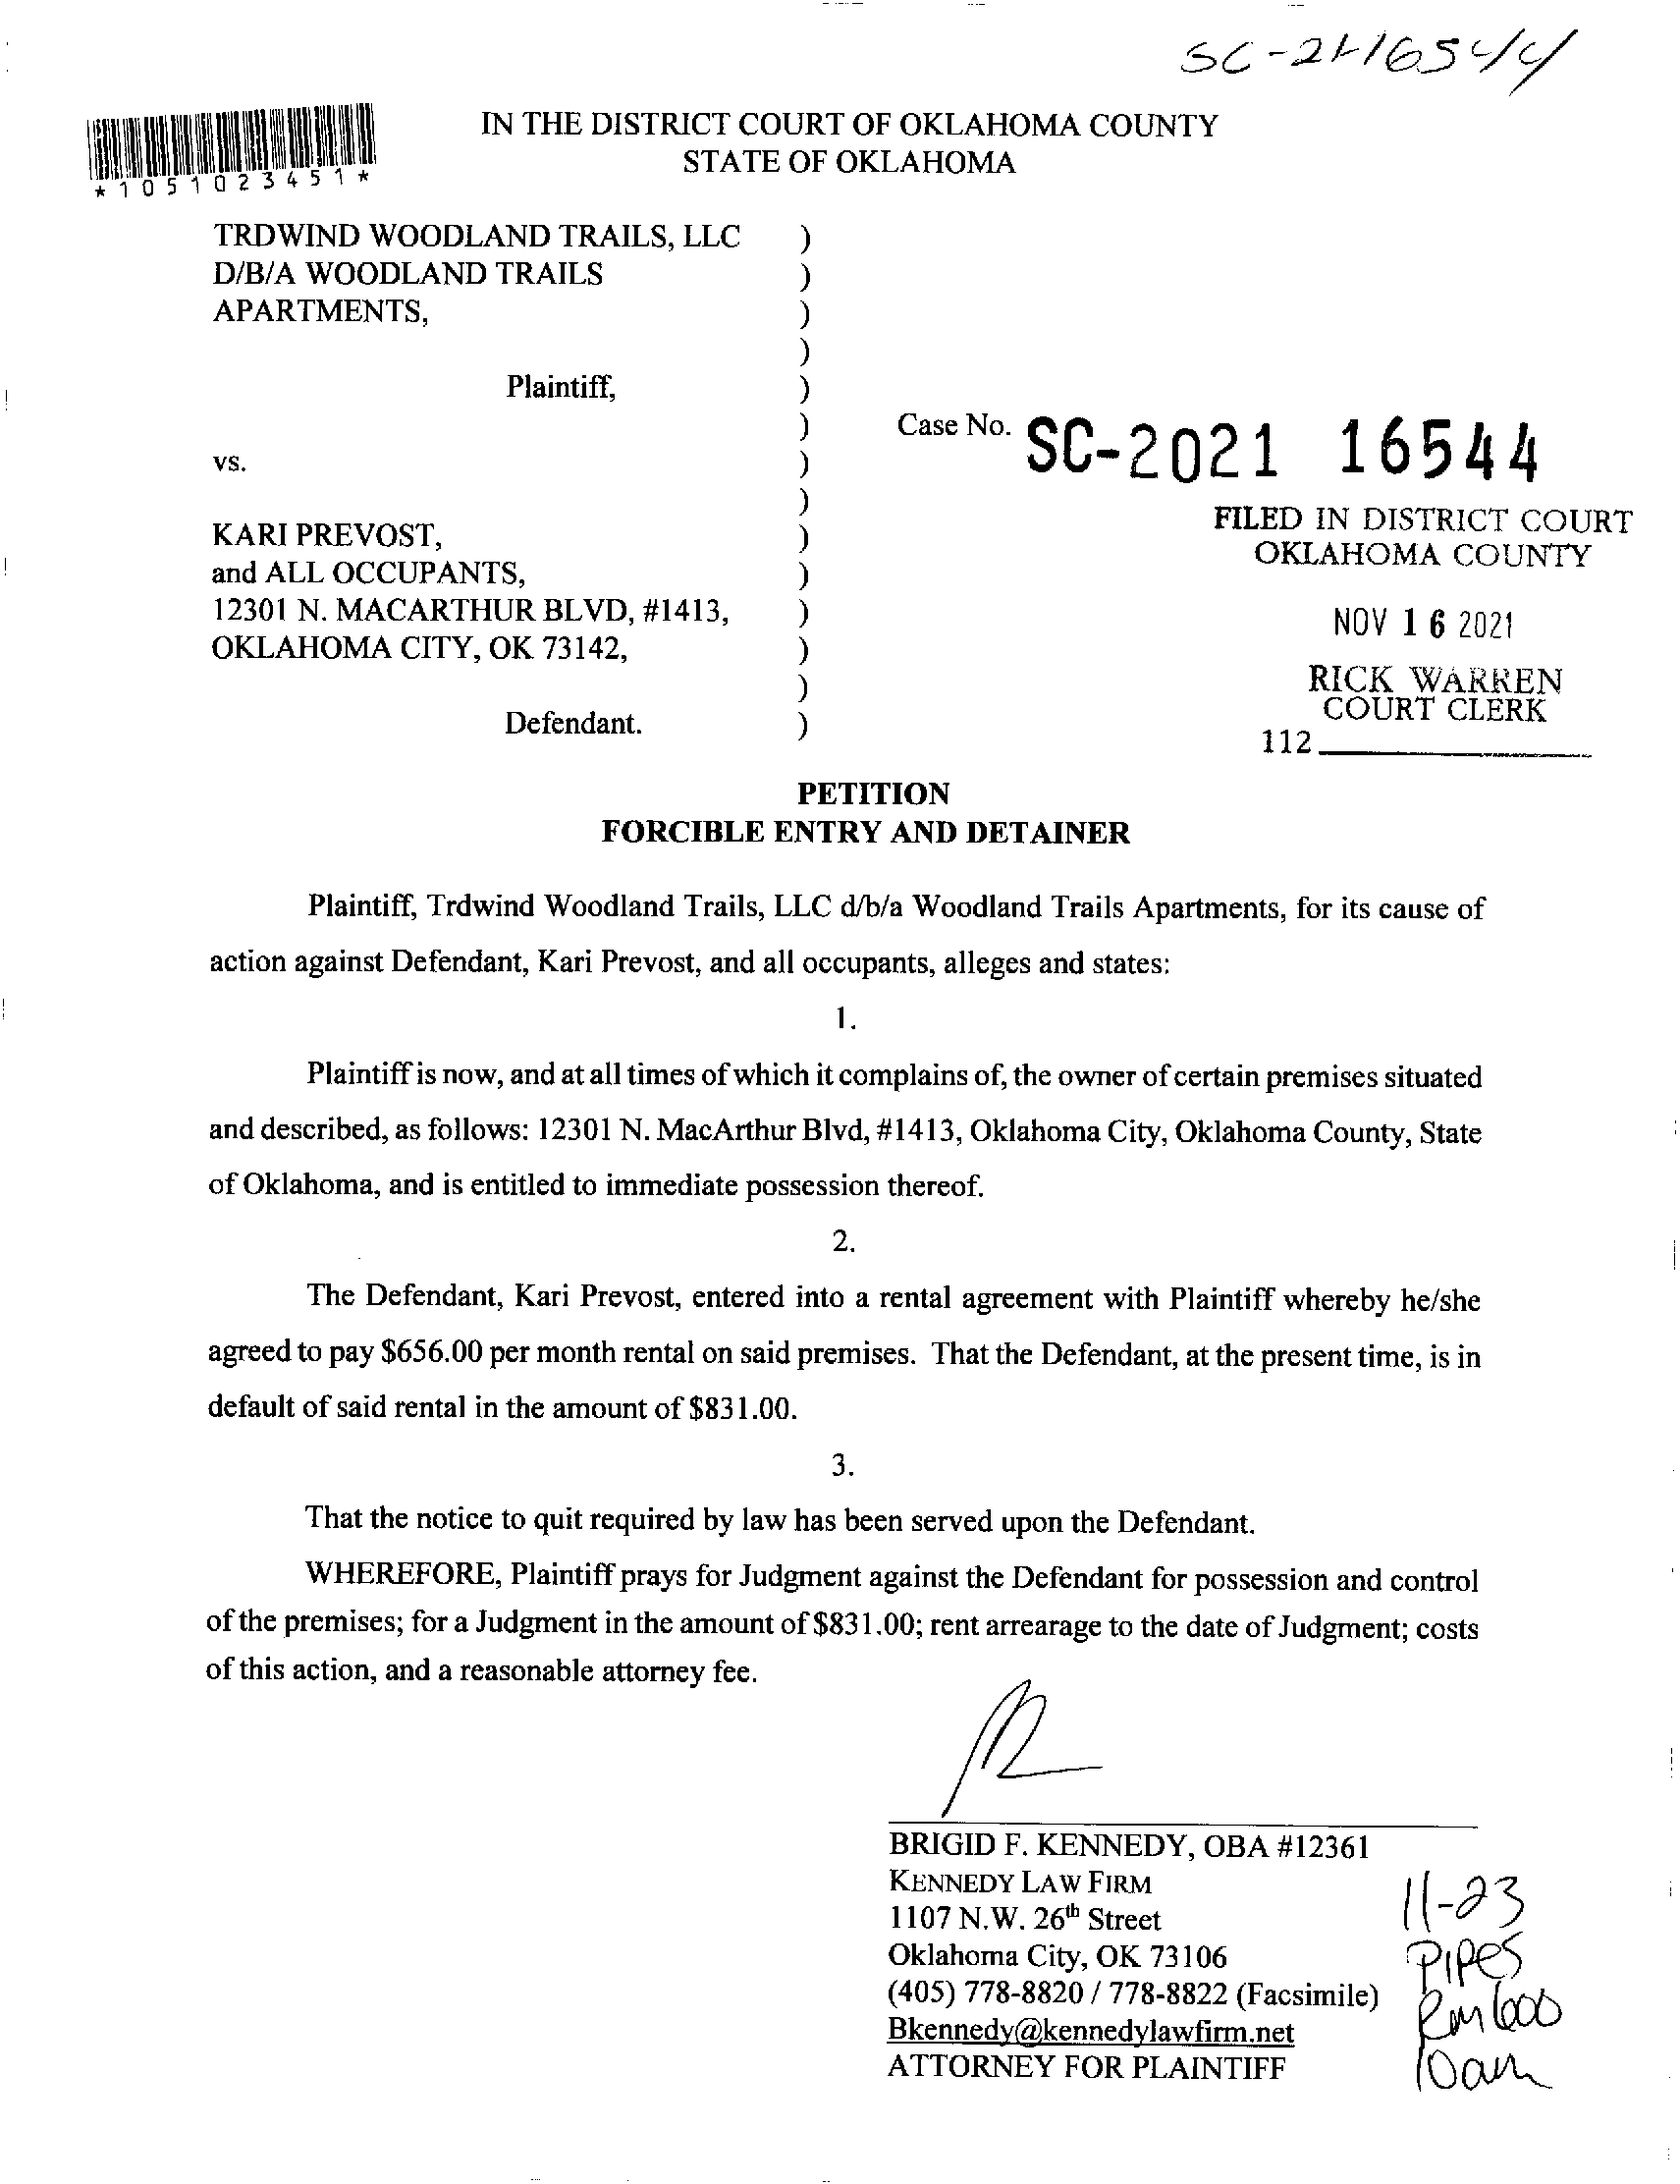 SC-21-16544
*1051023451*
IN THE DISTRICT COURT OF OKLAHOMA COUNTY
STATE OF OKLAHOMA
TRDWIND WOODLAND TRAILS, LLC )
D/B/A WOODLAND TRAILS )
APARTMENTS, )
)
Plaintiff, )
) Case No. SC-2021 16544
vs. )
)
KARI PREVOST, )
and ALL OCCUPANTS, )
12301 N. MACARTHUR BLVD, #1413, )
OKLAHOMA CITY, OK 73142, )
)
Defendant. )
FILED IN DISTRICT COURT
OKLAHOMA COUNTY
NOV 16 2021
RICK WARREN
COURT CLERK
112
PETITION
FORCIBLE ENTRY AND DETAINER
Plaintiff, Trdwind Woodland Trails, LLC d/b/a Woodland Trails Apartments, for its cause of
action against Defendant, Kari Prevost, and all occupants, alleges and states:
1.
Plaintiff is now, and at all times of which it complains of, the owner of certain premises situated
and described, as follows: 12301 N. MacArthur Blvd, #1413, Oklahoma City, Oklahoma County, State
of Oklahoma, and is entitled to immediate possession thereof.
2.
The Defendant, Kari Prevost, entered into a rental agreement with Plaintiff whereby he/she
agreed to pay $656.00 per month rental on said premises. That the Defendant, at the present time, is in
default of said rental in the amount of $831.00.
3.
That the notice to quit required by law has been served upon the Defendant.
WHEREFORE, Plaintiff prays for Judgment against the Defendant for possession and control
of the premises; for a Judgment in the amount of $831.00; rent arrearage to the date of Judgment; costs
of this action, and a reasonable attorney fee.
BRIGID F. KENNEDY, OBA #12361
KENNEDY LAW FIRM
1107 N.W. 26th Street
Oklahoma City, OK 73106
(405) 778-8820 / 778-8822 (Facsimile)
Bkennedy@kennedylawfirm.net
ATTORNEY FOR PLAINTIFF
11-23
Pipes
Rm 600
10am